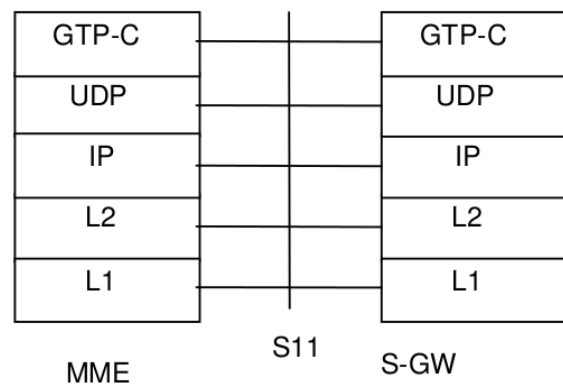 GTP-C GTP-C
UDP UDP
IP IP
L2 L2
L1 L1
S11
MME S-GW